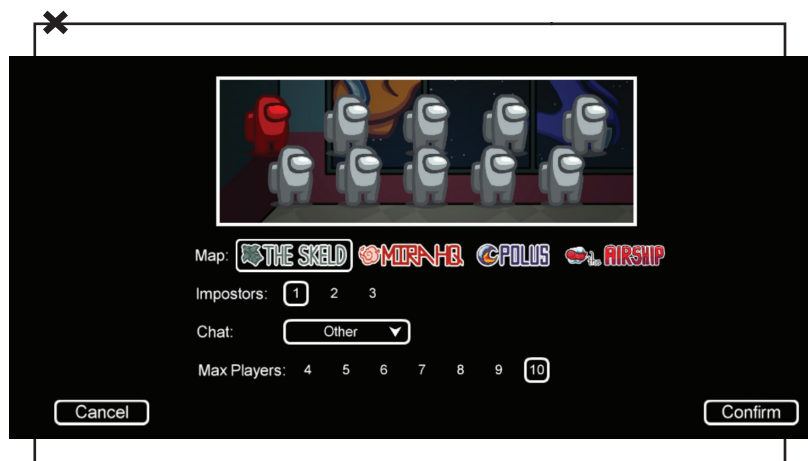 Map: THE SKELD MIRA HQ POLUS the AIRSHIP
Impostors: 1 2 3
Chat: Other
Max Players: 4 5 6 7 8 9 10
Cancel Confirm